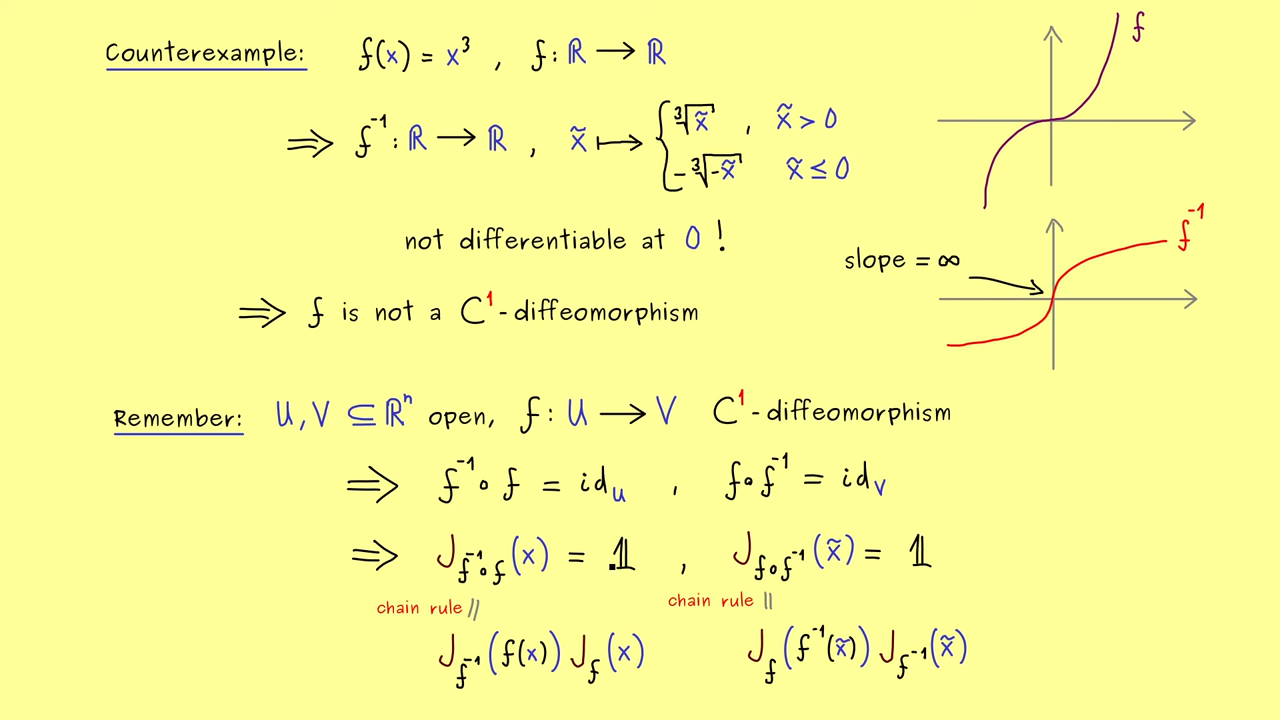 Counterexample: f(x) = x³ , f: ℝ → ℝ
f
⇒ f⁻¹: ℝ → ℝ , x̃ ↦ { ∛x̃ , x̃ > 0
-∛-x̃ x̃ ≤ 0
f⁻¹
not differentiable at 0 !
slope = ∞
⇒ f is not a C¹-diffeomorphism
Remember: U, V ⊆ ℝⁿ open, f: U → V C¹-diffeomorphism
⇒ f⁻¹∘f = id_U , f∘f⁻¹ = id_V
⇒ J_{f⁻¹∘f}(x) = 𝟙 , J_{f∘f⁻¹}(x̃) = 𝟙
chain rule || chain rule ||
J_{f⁻¹}(f(x)) J_f(x) J_f(f⁻¹(x̃)) J_{f⁻¹}(x̃)